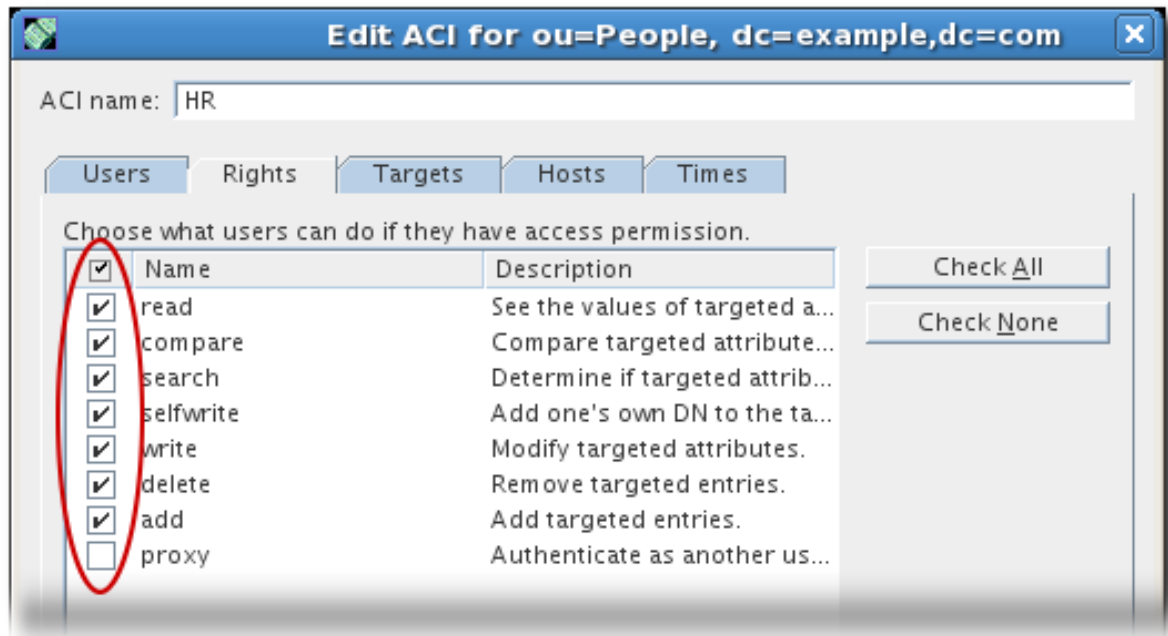 Edit ACI for ou=People, dc=example,dc=com
ACI name: HR
Users Rights Targets Hosts Times
Choose what users can do if they have access permission.
Name Description Check All
read See the values of targeted a...
compare Compare targeted attribute... Check None
search Determine if targeted attrib...
selfwrite Add one's own DN to the ta...
write Modify targeted attributes.
delete Remove targeted entries.
add Add targeted entries.
proxy Authenticate as another us...